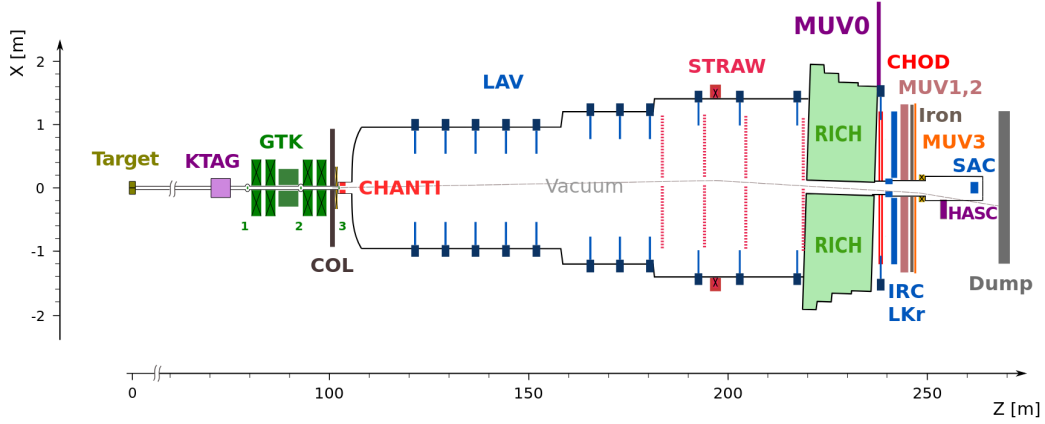 X [m]
MUV0
2
STRAW
CHOD
LAV
MUV1,2
1
GTK
RICH
Iron
Target
KTAG
MUV3
SAC
0
CHANTI
Vacuum
HASC
1
2
3
-1
RICH
COL
Dump
IRC
LKr
-2
0
100
150
200
250
Z [m]